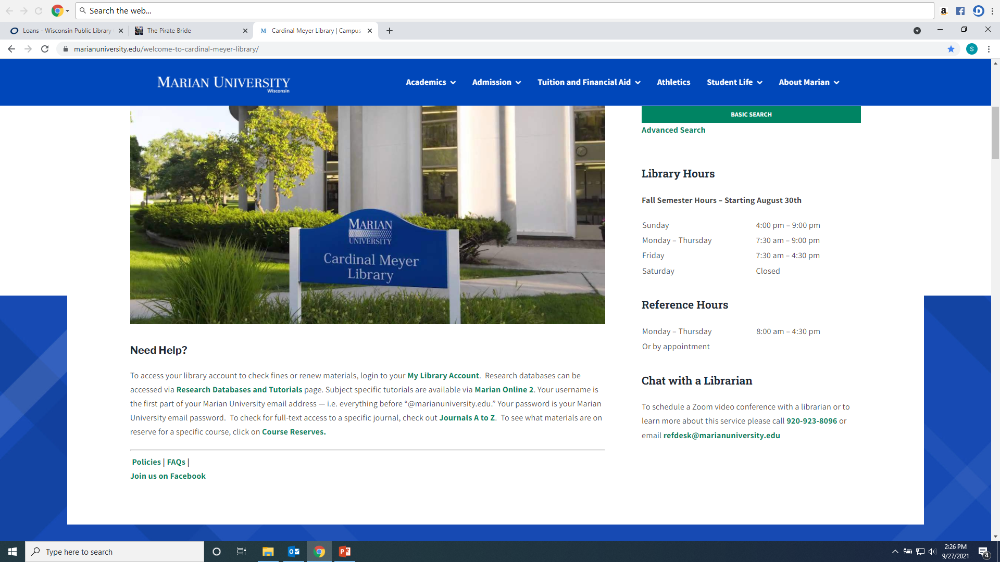 Search the web...
Loans - Wisconsin Public Library
The Pirate Bride
Cardinal Meyer Library | Campus
marianuniversity.edu/welcome-to-cardinal-meyer-library/
MARIAN UNIVERSITY
Wisconsin
Academics
Admission
Tuition and Financial Aid
Athletics
Student Life
About Marian
MARIAN
UNIVERSITY
Cardinal Meyer
Library
Need Help?
To access your library account to check fines or renew materials, login to your My Library Account.  Research databases can be
accessed via Research Databases and Tutorials page. Subject specific tutorials are available via Marian Online 2. Your username is
the first part of your Marian University email address — i.e. everything before “@marianuniversity.edu.” Your password is your Marian
University email password.  To check for full-text access to a specific journal, check out Journals A to Z.  To see what materials are on
reserve for a specific course, click on Course Reserves.
Policies | FAQs |
Join us on Facebook
BASIC SEARCH
Advanced Search
Library Hours
Fall Semester Hours – Starting August 30th
Sunday 4:00 pm – 9:00 pm
Monday – Thursday 7:30 am – 9:00 pm
Friday 7:30 am – 4:30 pm
Saturday Closed
Reference Hours
Monday – Thursday 8:00 am – 4:30 pm
Or by appointment
Chat with a Librarian
To schedule a Zoom video conference with a librarian or to
learn more about this service please call 920-923-8096 or
email refdesk@marianuniversity.edu
Type here to search
2:26 PM
9/27/2021
4